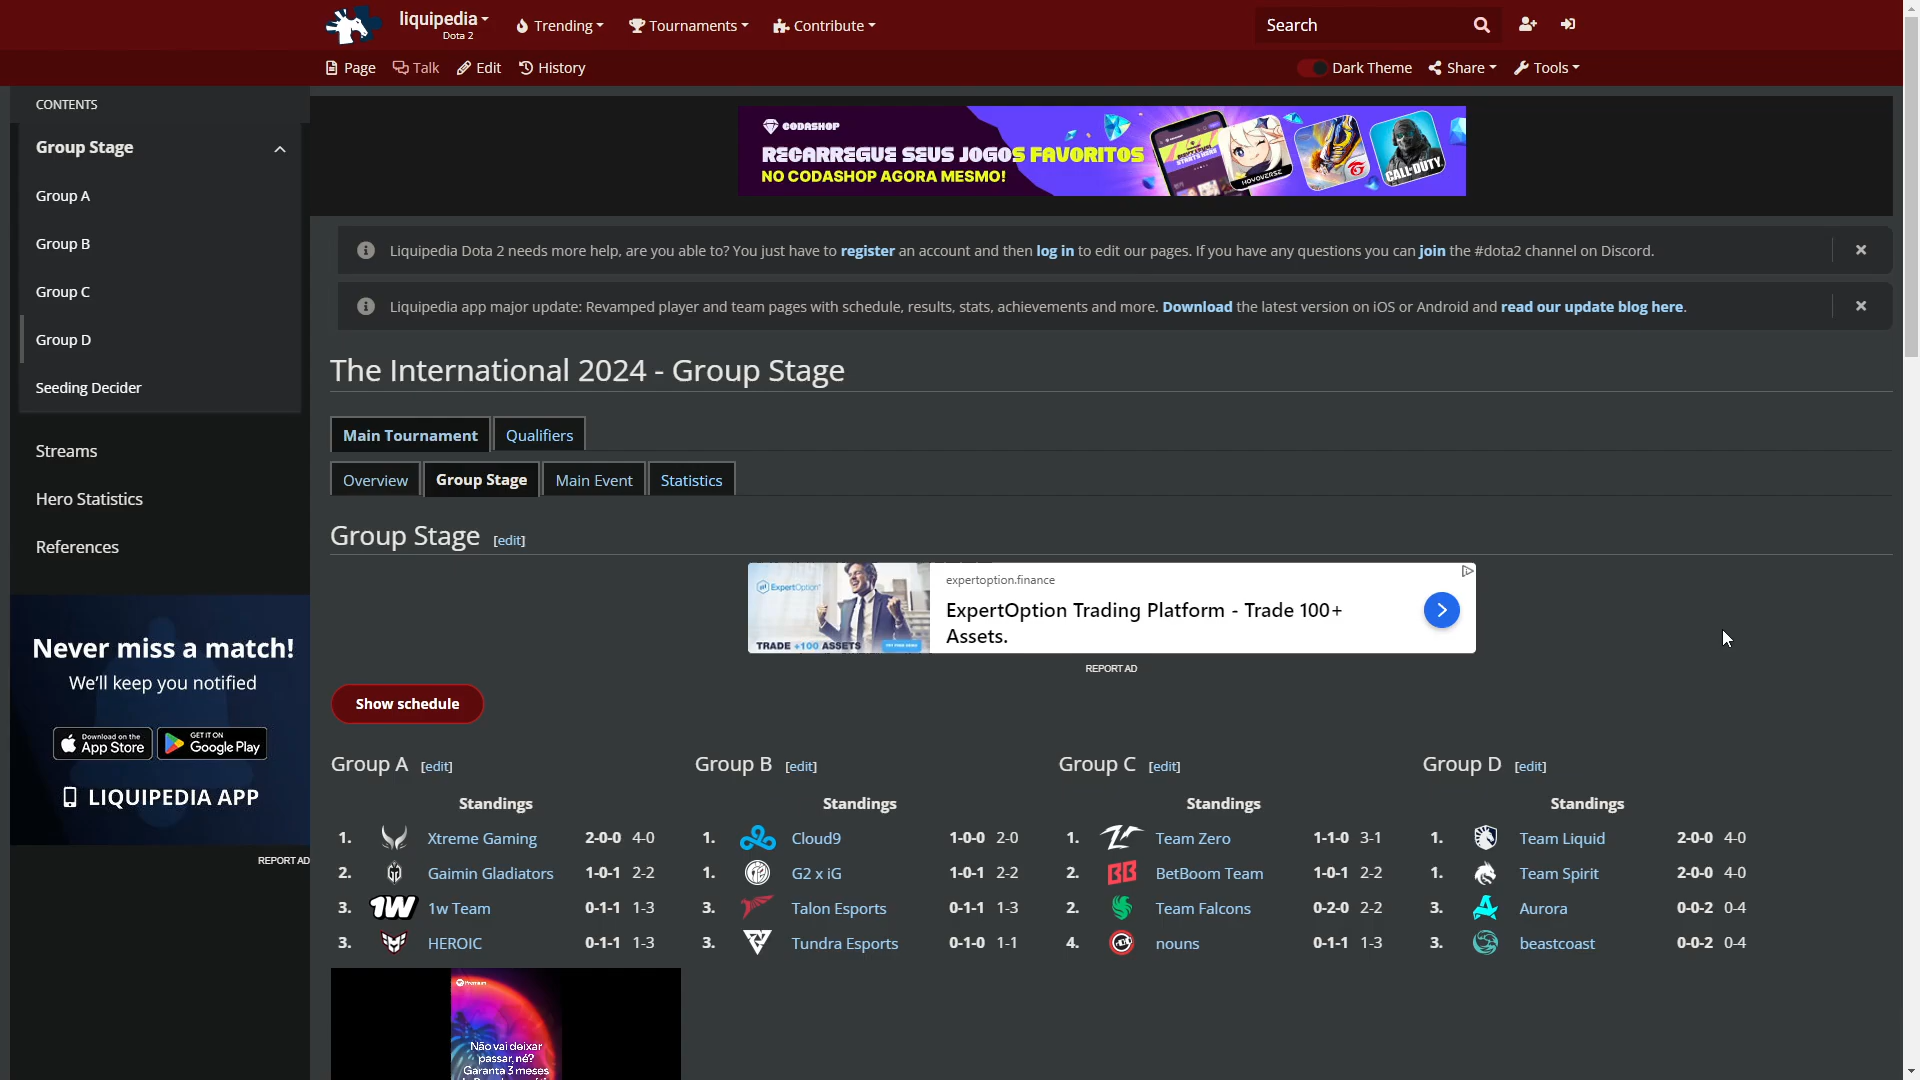 liquipedia
Dota 2
Trending
Tournaments
Contribute
Search
Page
Talk
Edit
History
Dark Theme
Share
Tools
CONTENTS
Group Stage
Group A
Group B
Group C
Group D
Seeding Decider
Streams
Hero Statistics
References
Never miss a match!
We'll keep you notified
Download on the
App Store
GET IT ON
Google Play
LIQUIPEDIA APP
REPORT AD
CODASHOP
RECARREGUE SEUS JOGOS FAVORITOS
NO CODASHOP AGORA MESMO!
HOYOVERSE
CALL OF DUTY
Liquipedia Dota 2 needs more help, are you able to? You just have to register an account and then log in to edit our pages. If you have any questions you can join the #dota2 channel on Discord.
Liquipedia app major update: Revamped player and team pages with schedule, results, stats, achievements and more. Download the latest version on iOS or Android and read our update blog here.
The International 2024 - Group Stage
Main Tournament
Qualifiers
Overview
Group Stage
Main Event
Statistics
Group Stage [edit]
ExpertOption
TRADE +100 ASSETS
expertoption.finance
ExpertOption Trading Platform - Trade 100+
Assets.
REPORT AD
Show schedule
Group A [edit]
Standings
1. Xtreme Gaming 2-0-0 4-0
2. Gaimin Gladiators 1-0-1 2-2
3. 1W 1w Team 0-1-1 1-3
3. HEROIC 0-1-1 1-3
Group B [edit]
Standings
1. Cloud9 1-0-0 2-0
1. G2 x iG 1-0-1 2-2
3. Talon Esports 0-1-1 1-3
3. Tundra Esports 0-1-0 1-1
Group C [edit]
Standings
1. Team Zero 1-1-0 3-1
2. BB BetBoom Team 1-0-1 2-2
2. Team Falcons 0-2-0 2-2
4. nouns 0-1-1 1-3
Group D [edit]
Standings
1. Team Liquid 2-0-0 4-0
1. Team Spirit 2-0-0 4-0
3. Aurora 0-0-2 0-4
3. beastcoast 0-0-2 0-4
Não vai deixar
passar, né?
Garanta 3 meses